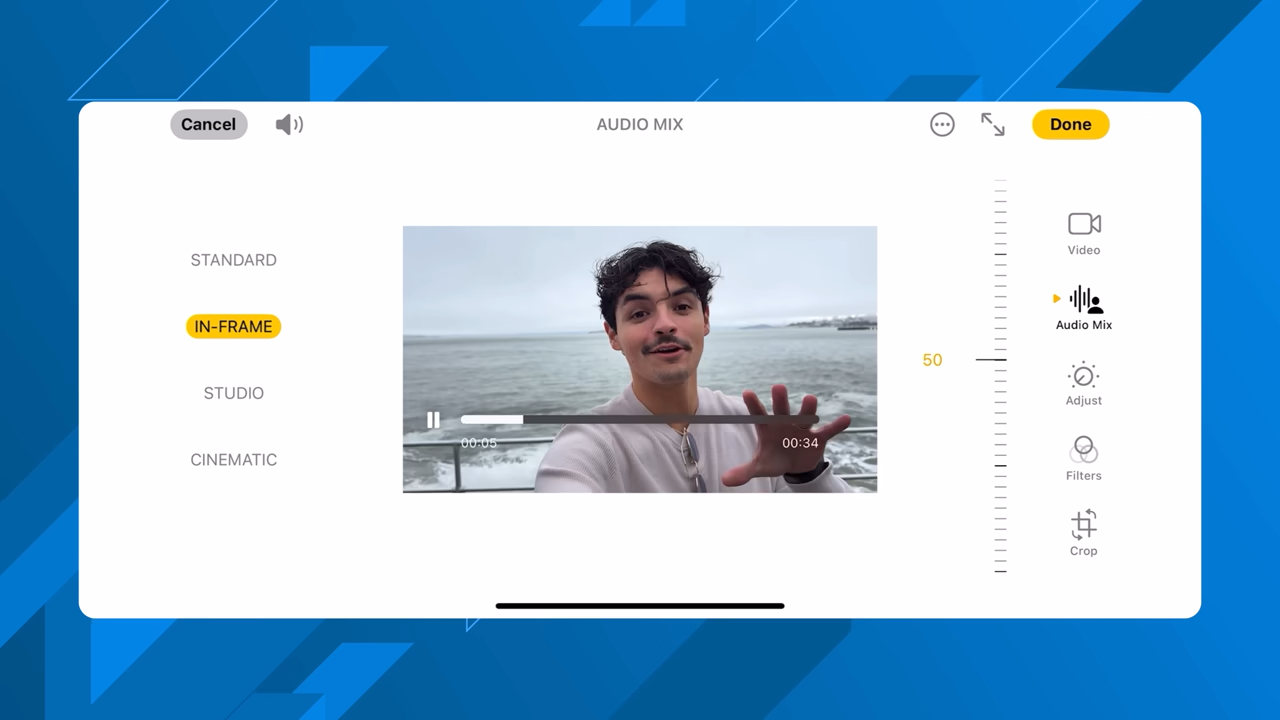 Cancel
AUDIO MIX
Done
STANDARD
IN-FRAME
STUDIO
CINEMATIC
00:05
00:34
50
Video
Audio Mix
Adjust
Filters
Crop